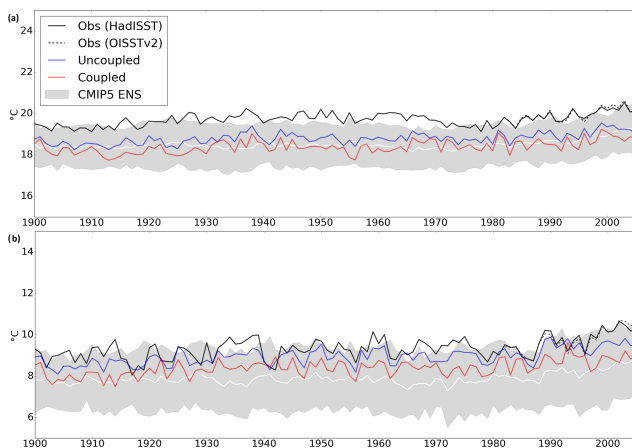 (a)
24
22
20
18
16
°C
Obs (HadISST)
Obs (OISSTv2)
Uncoupled
Coupled
CMIP5 ENS
1900 1910 1920 1930 1940 1950 1960 1970 1980 1990 2000
(b)
14
12
10
8
6
°C
1900 1910 1920 1930 1940 1950 1960 1970 1980 1990 2000